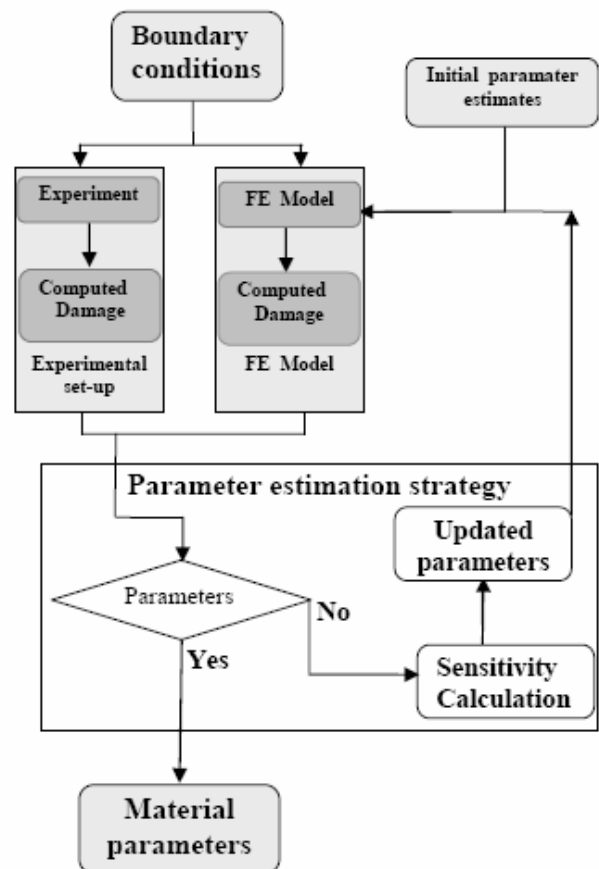 Boundary
conditions
Initial paramater
estimates
Experiment
FE Model
Computed
Damage
Computed
Damage
Experimental
set-up
FE Model
Parameter estimation strategy
Updated
parameters
Parameters
No
Yes
Sensitivity
Calculation
Material
parameters